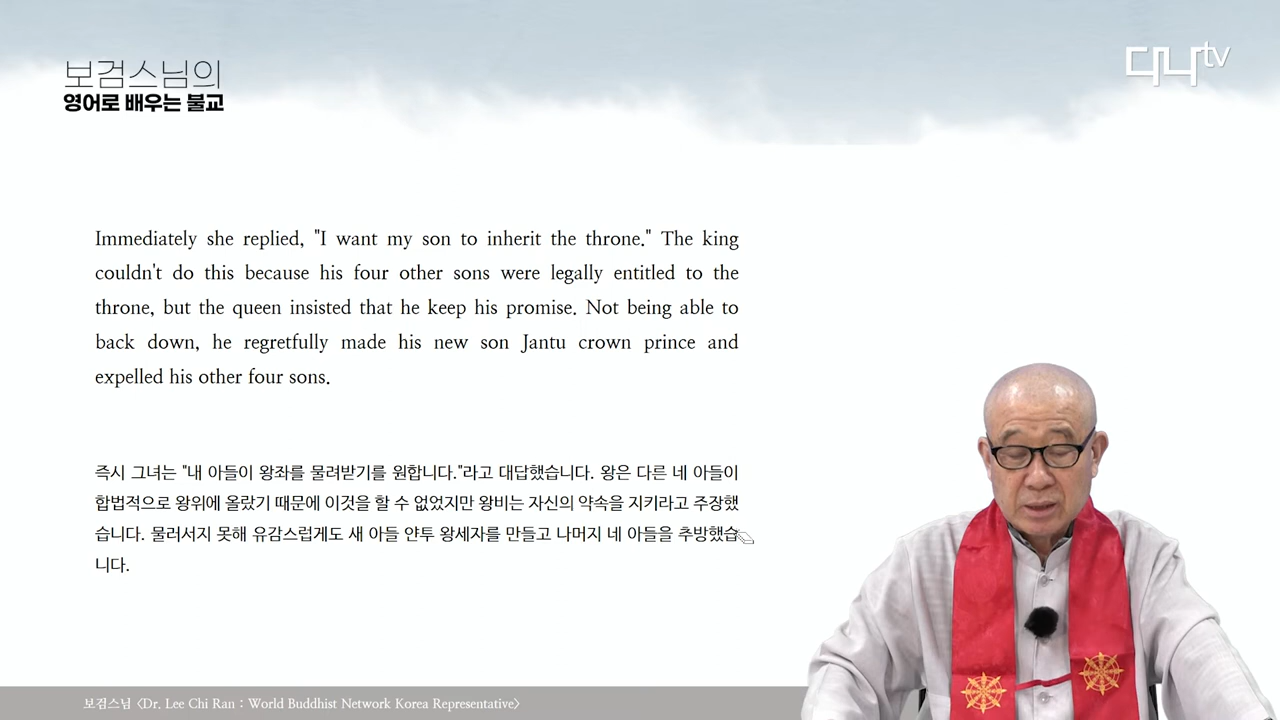 보검스님의
영어로 배우는 불교
다나tv
Immediately she replied, "I want my son to inherit the throne." The king
couldn't do this because his four other sons were legally entitled to the
throne, but the queen insisted that he keep his promise. Not being able to
back down, he regretfully made his new son Jantu crown prince and
expelled his other four sons.
즉시 그녀는 "내 아들이 왕좌를 물려받기를 원합니다."라고 대답했습니다. 왕은 다른 네 아들이
합법적으로 왕위에 올랐기 때문에 이것을 할 수 없었지만 왕비는 자신의 약속을 지키라고 주장했
습니다. 물러서지 못해 유감스럽게도 새 아들 얀투 왕세자를 만들고 나머지 네 아들을 추방했습
니다.
보검스님 <Dr. Lee Chi Ran : World Buddhist Network Korea Representative>